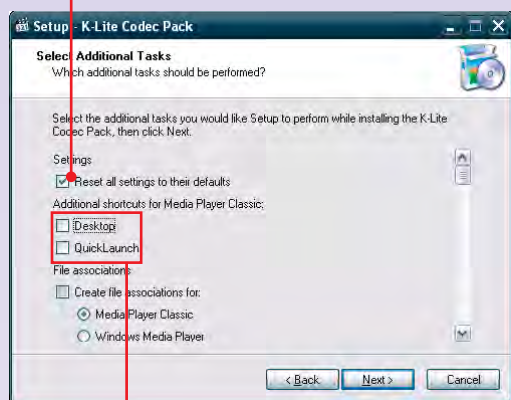 Setup - K-Lite Codec Pack
Select Additional Tasks
Which additional tasks should be performed?
Select the additional tasks you would like Setup to perform while installing the K-Lite
Codec Pack, then click Next.
Settings
Reset all settings to their defaults
Additional shortcuts for Media Player Classic:
Desktop
QuickLaunch
File associations
Create file associations for:
Media Player Classic
Windows Media Player
< Back
Next >
Cancel